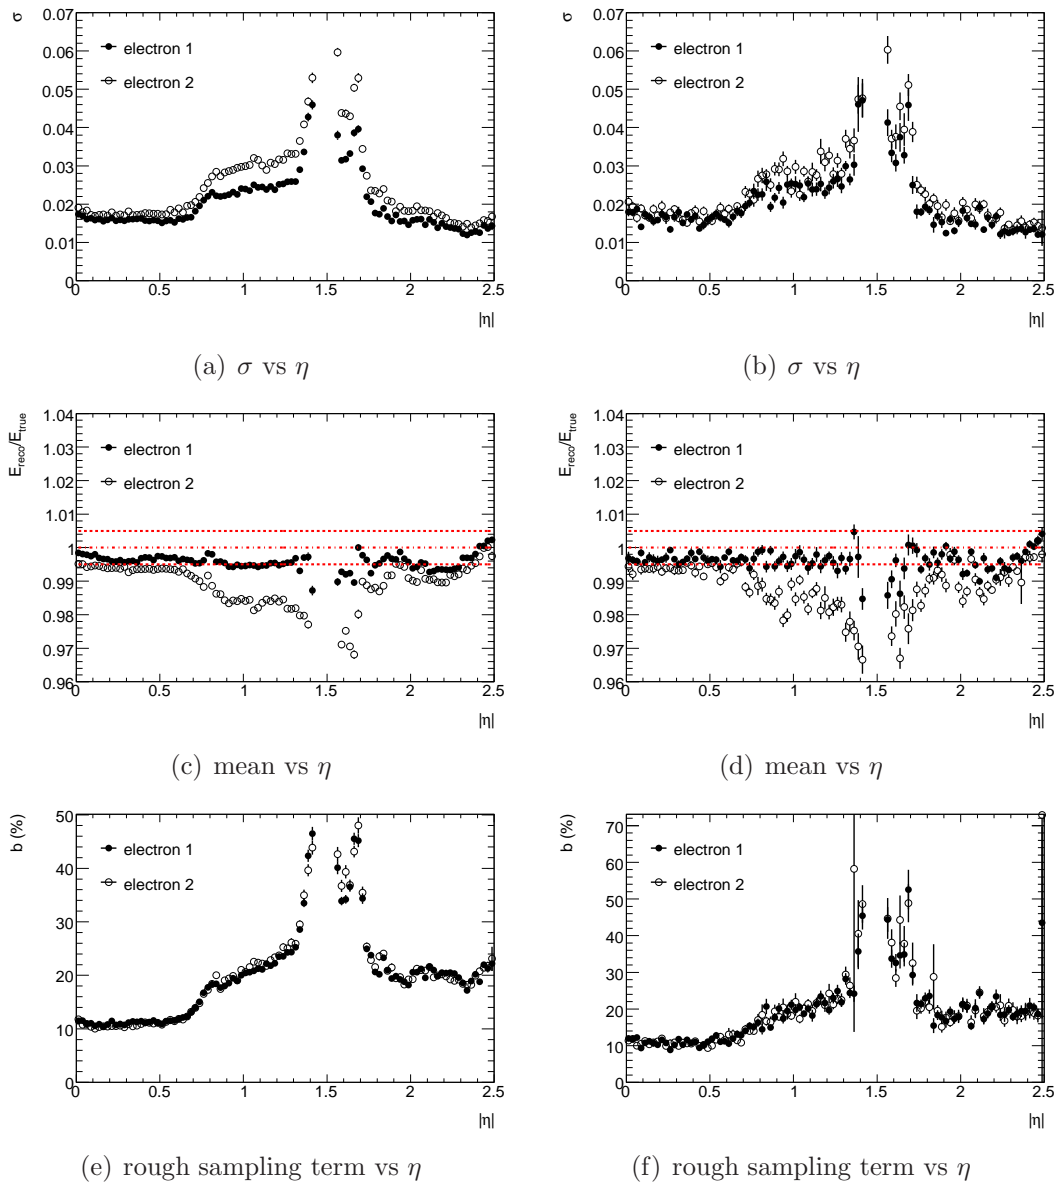 σ
0.07
0.06
0.05
0.04
0.03
0.02
0.01
0
electron 1
electron 2
0 0.5 1 1.5 2 2.5
|η|
(a) σ vs η
σ
0.07
0.06
0.05
0.04
0.03
0.02
0.01
0
electron 1
electron 2
0 0.5 1 1.5 2 2.5
|η|
(b) σ vs η
E_reco/E_true
1.04
1.03
1.02
1.01
1
0.99
0.98
0.97
0.96
electron 1
electron 2
0 0.5 1 1.5 2 2.5
|η|
(c) mean vs η
E_reco/E_true
1.04
1.03
1.02
1.01
1
0.99
0.98
0.97
0.96
electron 1
electron 2
0 0.5 1 1.5 2 2.5
|η|
(d) mean vs η
b (%)
50
40
30
20
10
0
electron 1
electron 2
0 0.5 1 1.5 2 2.5
|η|
(e) rough sampling term vs η
b (%)
70
60
50
40
30
20
10
0
electron 1
electron 2
0 0.5 1 1.5 2 2.5
|η|
(f) rough sampling term vs η